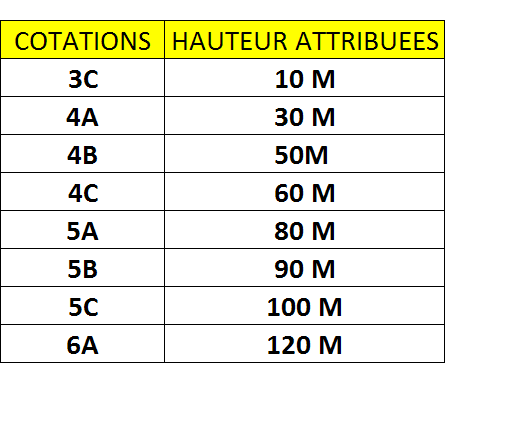 COTATIONS HAUTEUR ATTRIBUEES
3C 10 M
4A 30 M
4B 50M
4C 60 M
5A 80 M
5B 90 M
5C 100 M
6A 120 M